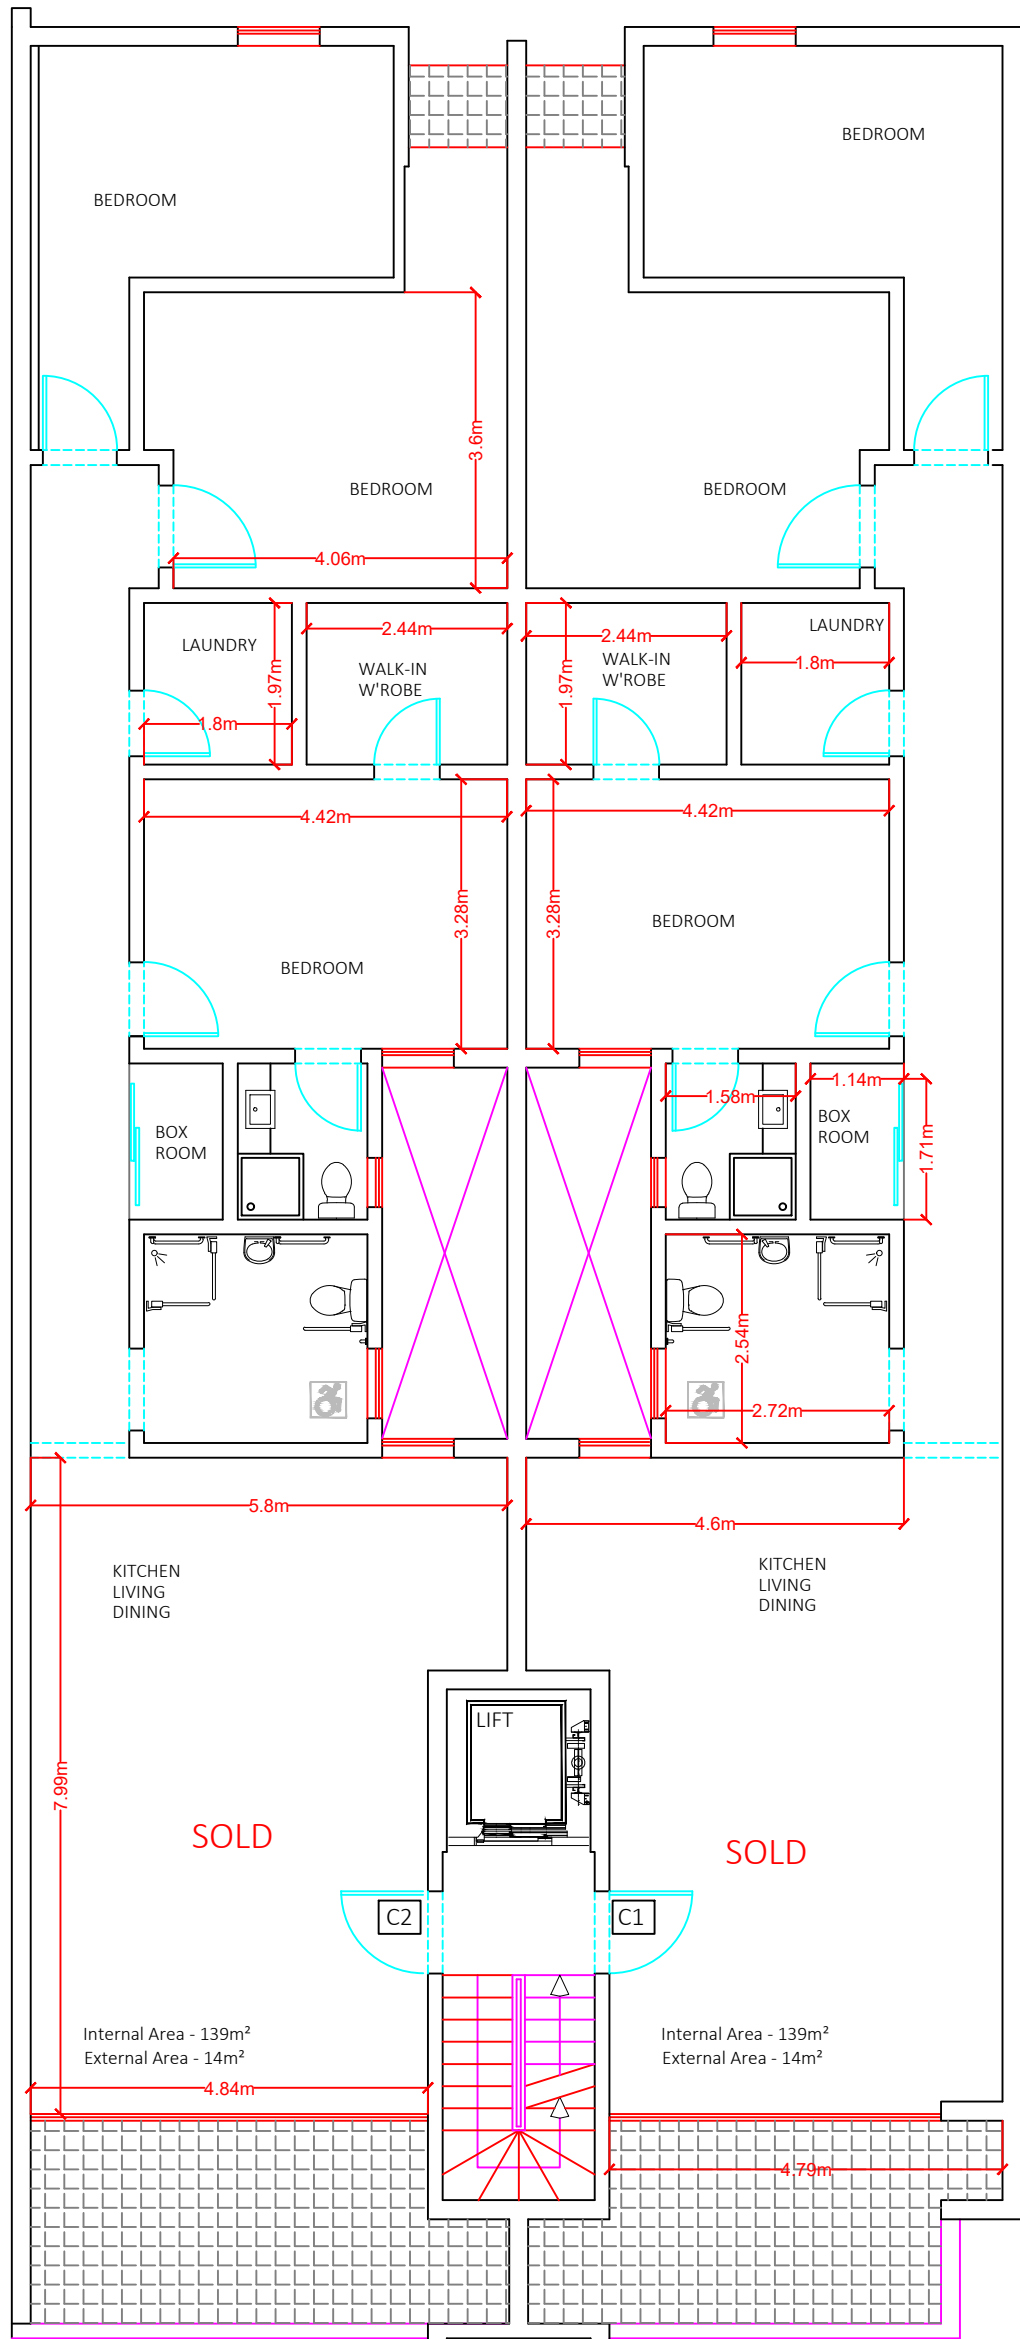 BEDROOM
BEDROOM
3.6m
BEDROOM
BEDROOM
4.06m
LAUNDRY
2.44m
WALK-IN
W'ROBE
1.97m
1.8m
2.44m
WALK-IN
W'ROBE
1.97m
LAUNDRY
1.8m
4.42m
4.42m
3.28m
3.28m
BEDROOM
BEDROOM
BOX
ROOM
1.58m
1.14m
BOX
ROOM
1.71m
2.54m
2.72m
5.8m
4.6m
KITCHEN
LIVING
DINING
KITCHEN
LIVING
DINING
LIFT
7.99m
SOLD
SOLD
C2
C1
Internal Area - 139m²
External Area - 14m²
Internal Area - 139m²
External Area - 14m²
4.84m
4.79m